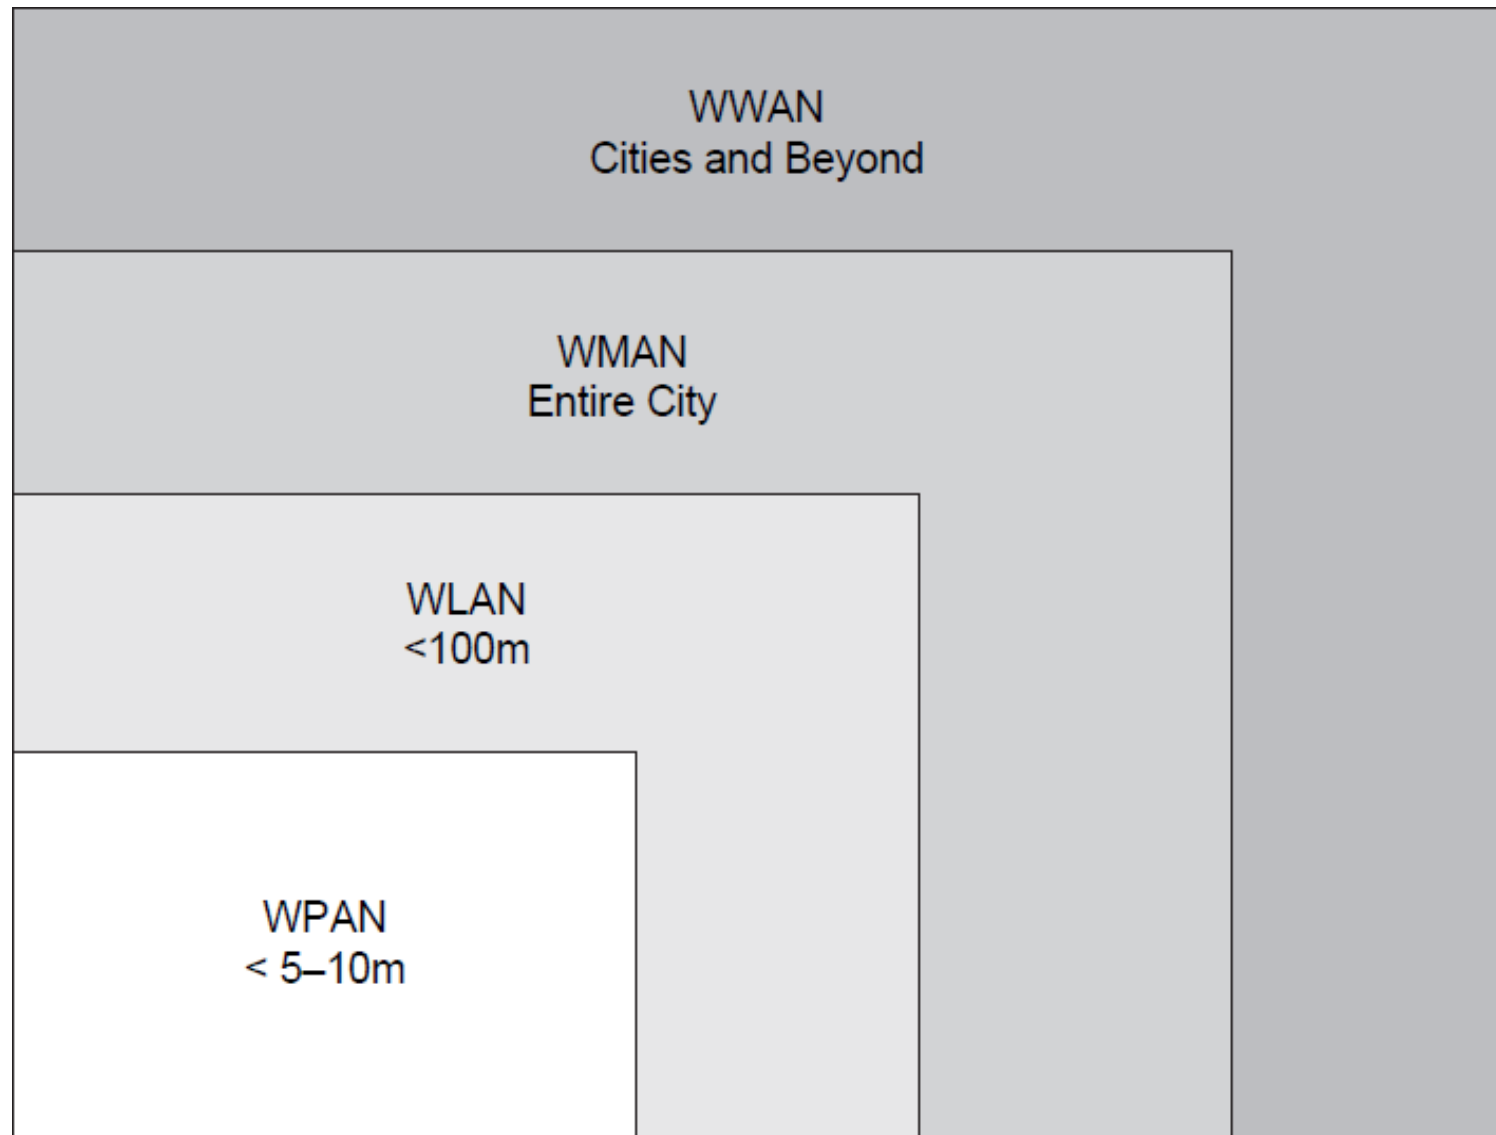 WWAN
Cities and Beyond
WMAN
Entire City
WLAN
<100m
WPAN
< 5–10m